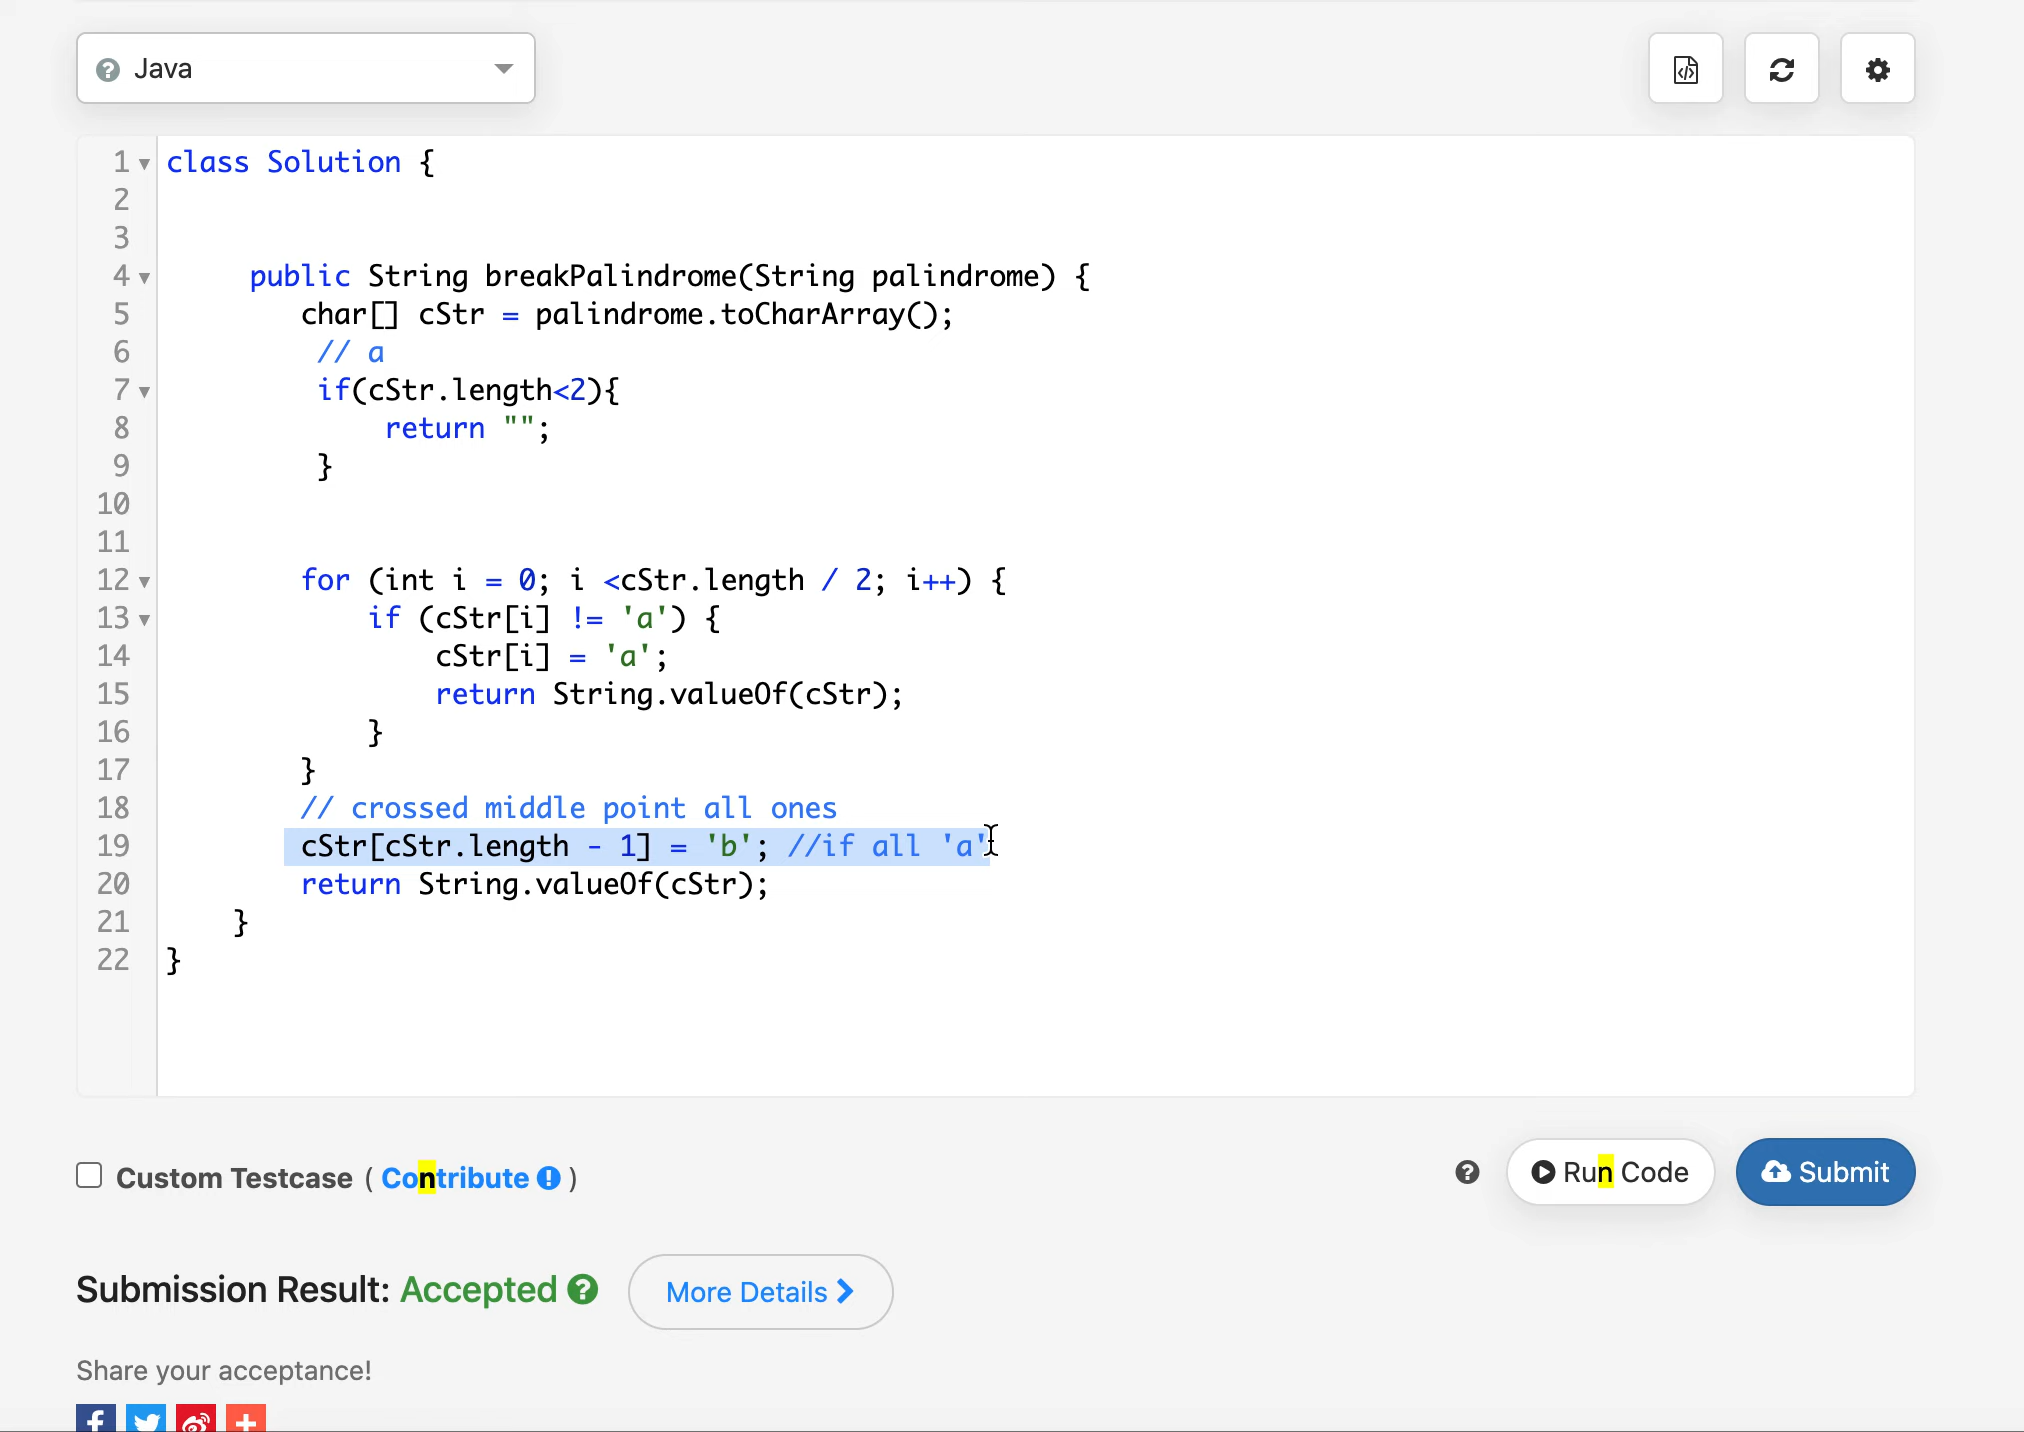 Java
1 class Solution {
2
3
4 public String breakPalindrome(String palindrome) {
5 char[] cStr = palindrome.toCharArray();
6 // a
7 if(cStr.length<2){
8 return "";
9 }
10
11
12 for (int i = 0; i <cStr.length / 2; i++) {
13 if (cStr[i] != 'a') {
14 cStr[i] = 'a';
15 return String.valueOf(cStr);
16 }
17 }
18 // crossed middle point all ones
19 cStr[cStr.length - 1] = 'b'; //if all 'a'
20 return String.valueOf(cStr);
21 }
22 }
Custom Testcase ( Contribute )
Run Code
Submit
Submission Result: Accepted
More Details
Share your acceptance!